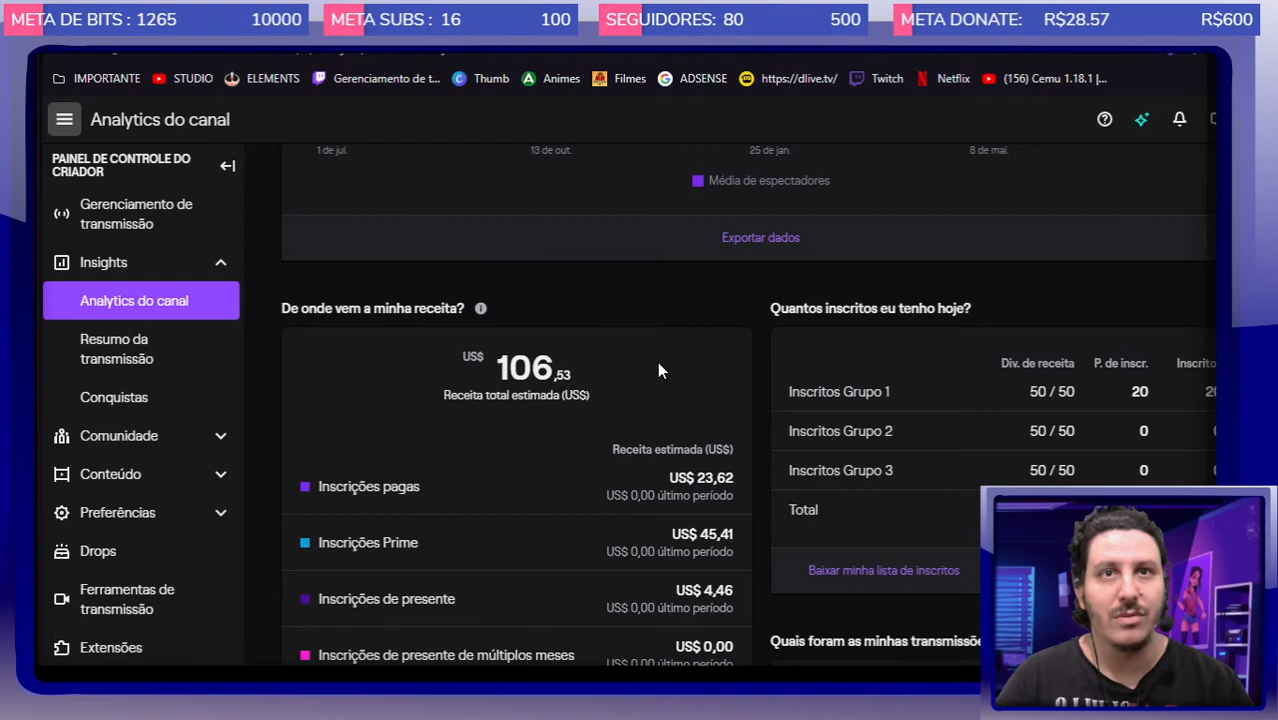 META DE BITS : 1265 10000
META SUBS : 16 100
SEGUIDORES: 80 500
META DONATE: R$28.57 R$600
IMPORTANTE STUDIO ELEMENTS Gerenciamento de t... Thumb Animes Filmes ADSENSE https://dlive.tv/ Twitch Netflix (156) Cemu 1.18.1 |...
Analytics do canal
PAINEL DE CONTROLE DO
CRIADOR
Gerenciamento de
transmissão
Insights
Analytics do canal
Resumo da
transmissão
Conquistas
Comunidade
Conteúdo
Preferências
Drops
Ferramentas de
transmissão
Extensões
1 de jul. 13 de out. 25 de jan. 8 de mai.
Média de espectadores
Exportar dados
De onde vem a minha receita?
US$ 106,53
Receita total estimada (US$)
Receita estimada (US$)
Inscrições pagas US$ 23,62
US$ 0,00 último período
Inscrições Prime US$ 45,41
US$ 0,00 último período
Inscrições de presente US$ 4,46
US$ 0,00 último período
Inscrições de presente de múltiplos meses US$ 0,00
US$ 0,00 último período
Quantos inscritos eu tenho hoje?
Div. de receita P. de inscr. Inscrito
Inscritos Grupo 1 50 / 50 20
Inscritos Grupo 2 50 / 50 0
Inscritos Grupo 3 50 / 50 0
Total
Baixar minha lista de inscritos
Quais foram as minhas transmissõe